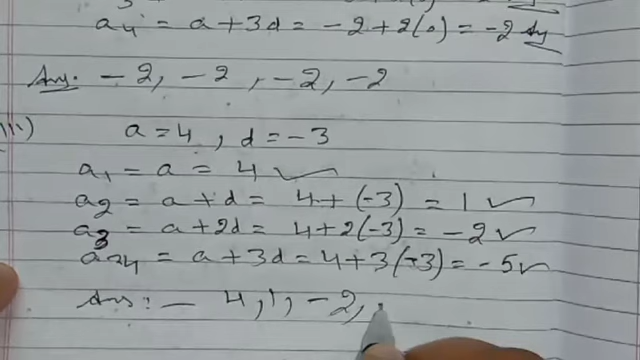 a₄ = a + 3d = -2 + 2(0) = -2 Ans
Ans. -2, -2, -2, -2
iii) a = 4, d = -3
a₁ = a = 4 ✓
a₂ = a + d = 4 + (-3) = 1 ✓
a₃ = a + 2d = 4 + 2(-3) = -2 ✓
a₄ = a + 3d = 4 + 3(-3) = -5 ✓
Ans: - 4, 1, -2,